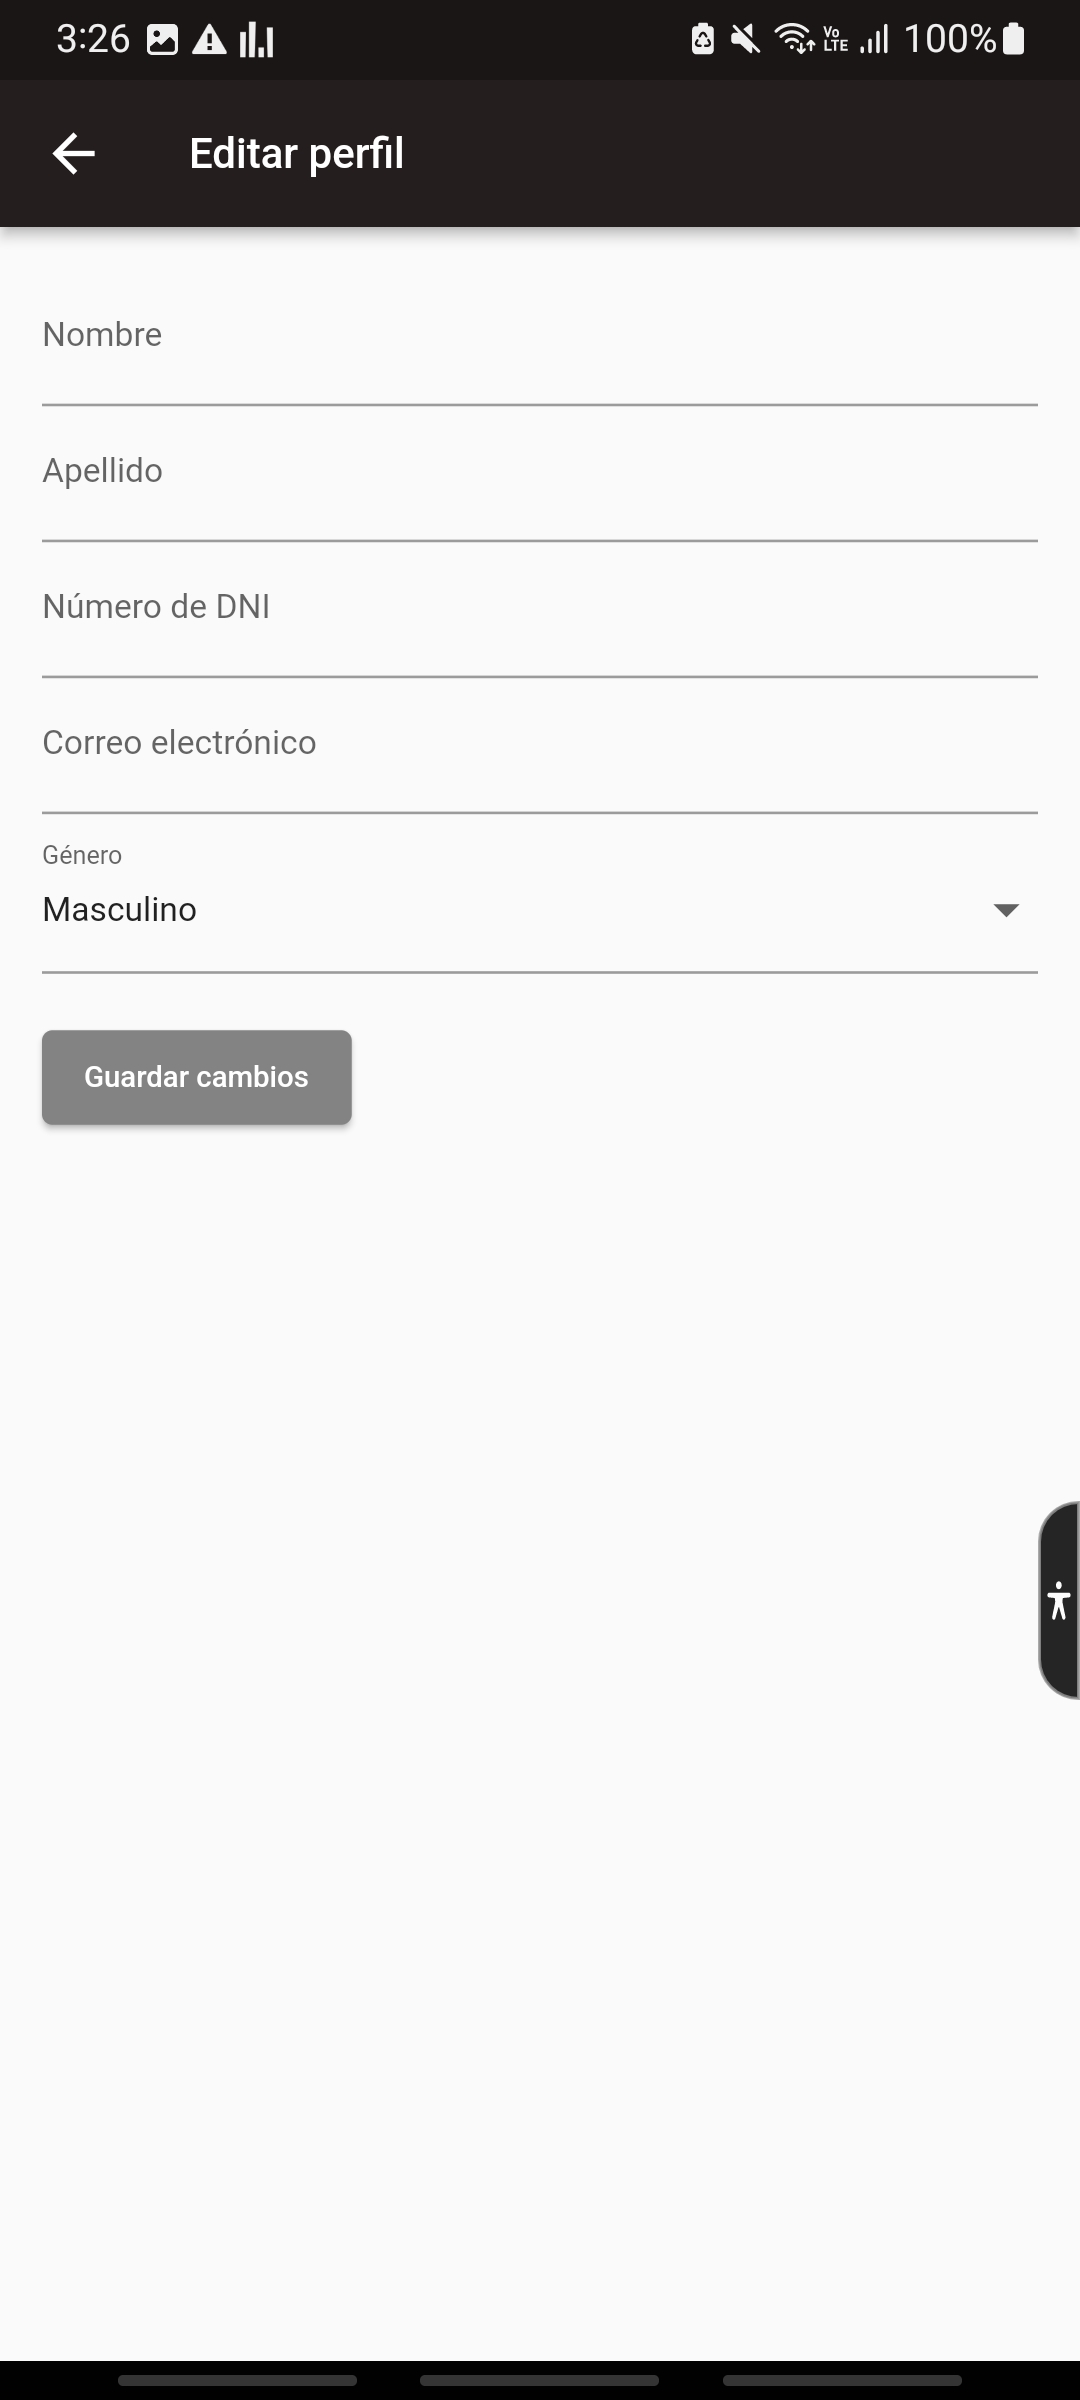 3:26 Vo LTE 100%
Editar perfil
Nombre
Apellido
Número de DNI
Correo electrónico
Género
Masculino
Guardar cambios